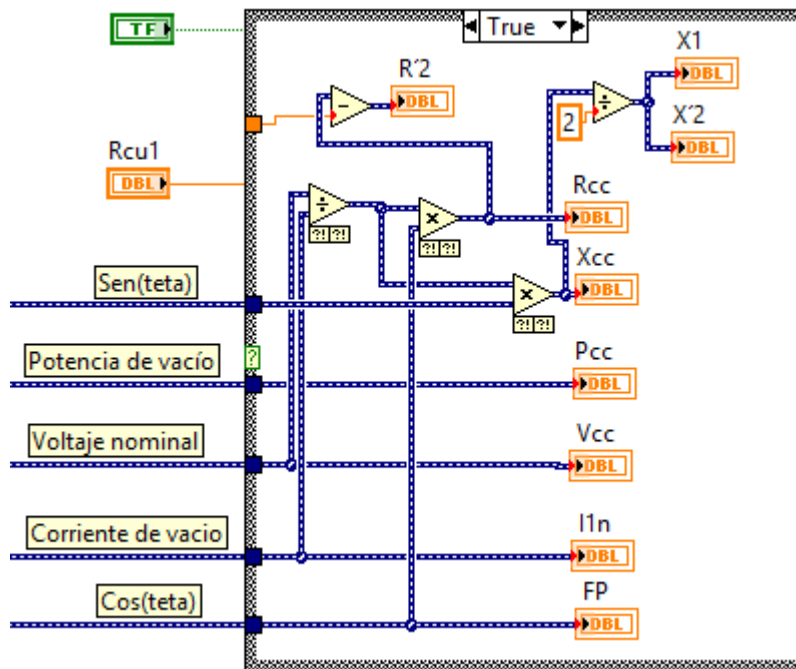 TF
True
R´2
DBL
X1
DBL
2
X´2
DBL
Rcu1
DBL
Rcc
DBL
?! ?!
?! ?!
Xcc
DBL
Sen(teta)
?! ?!
?
Potencia de vacío
Pcc
DBL
Voltaje nominal
Vcc
DBL
Corriente de vacio
I1n
DBL
Cos(teta)
FP
DBL